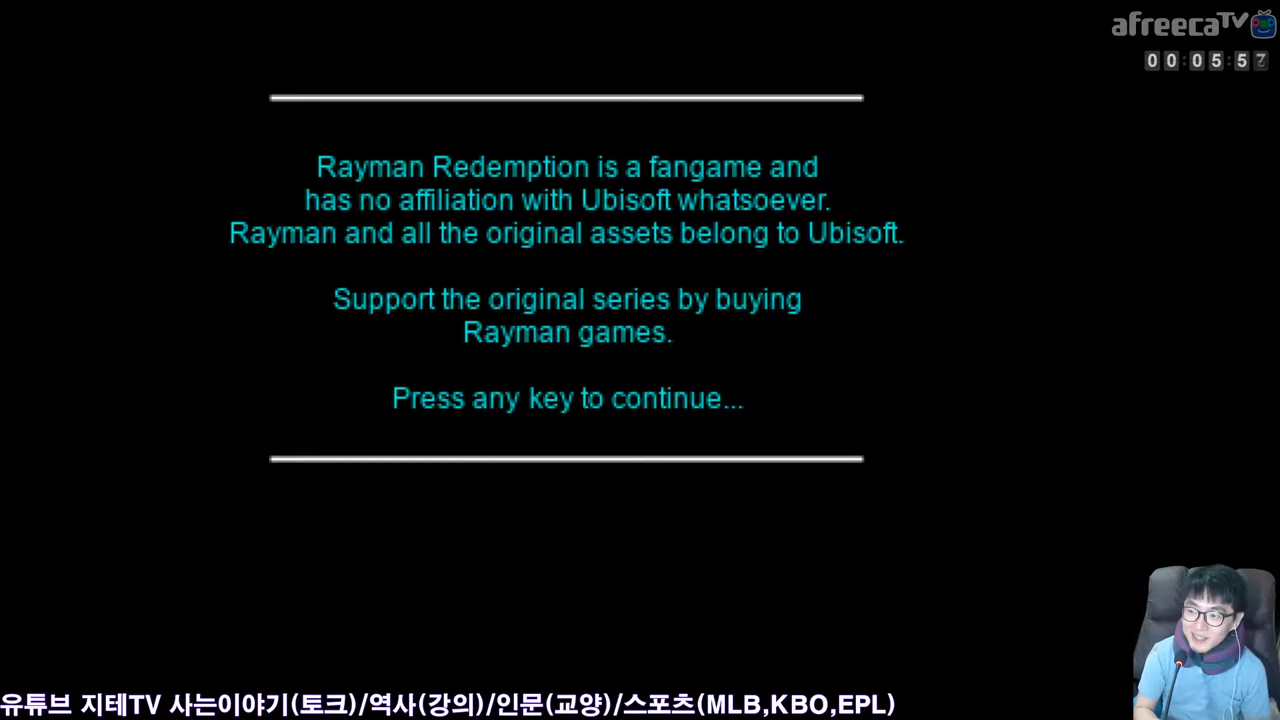 afreecaTV
00:05:57
Rayman Redemption is a fangame and
has no affiliation with Ubisoft whatsoever.
Rayman and all the original assets belong to Ubisoft.
Support the original series by buying
Rayman games.
Press any key to continue...
유튜브 지테TV 사는이야기(토크)/역사(강의)/인문(교양)/스포츠(MLB,KBO,EPL)